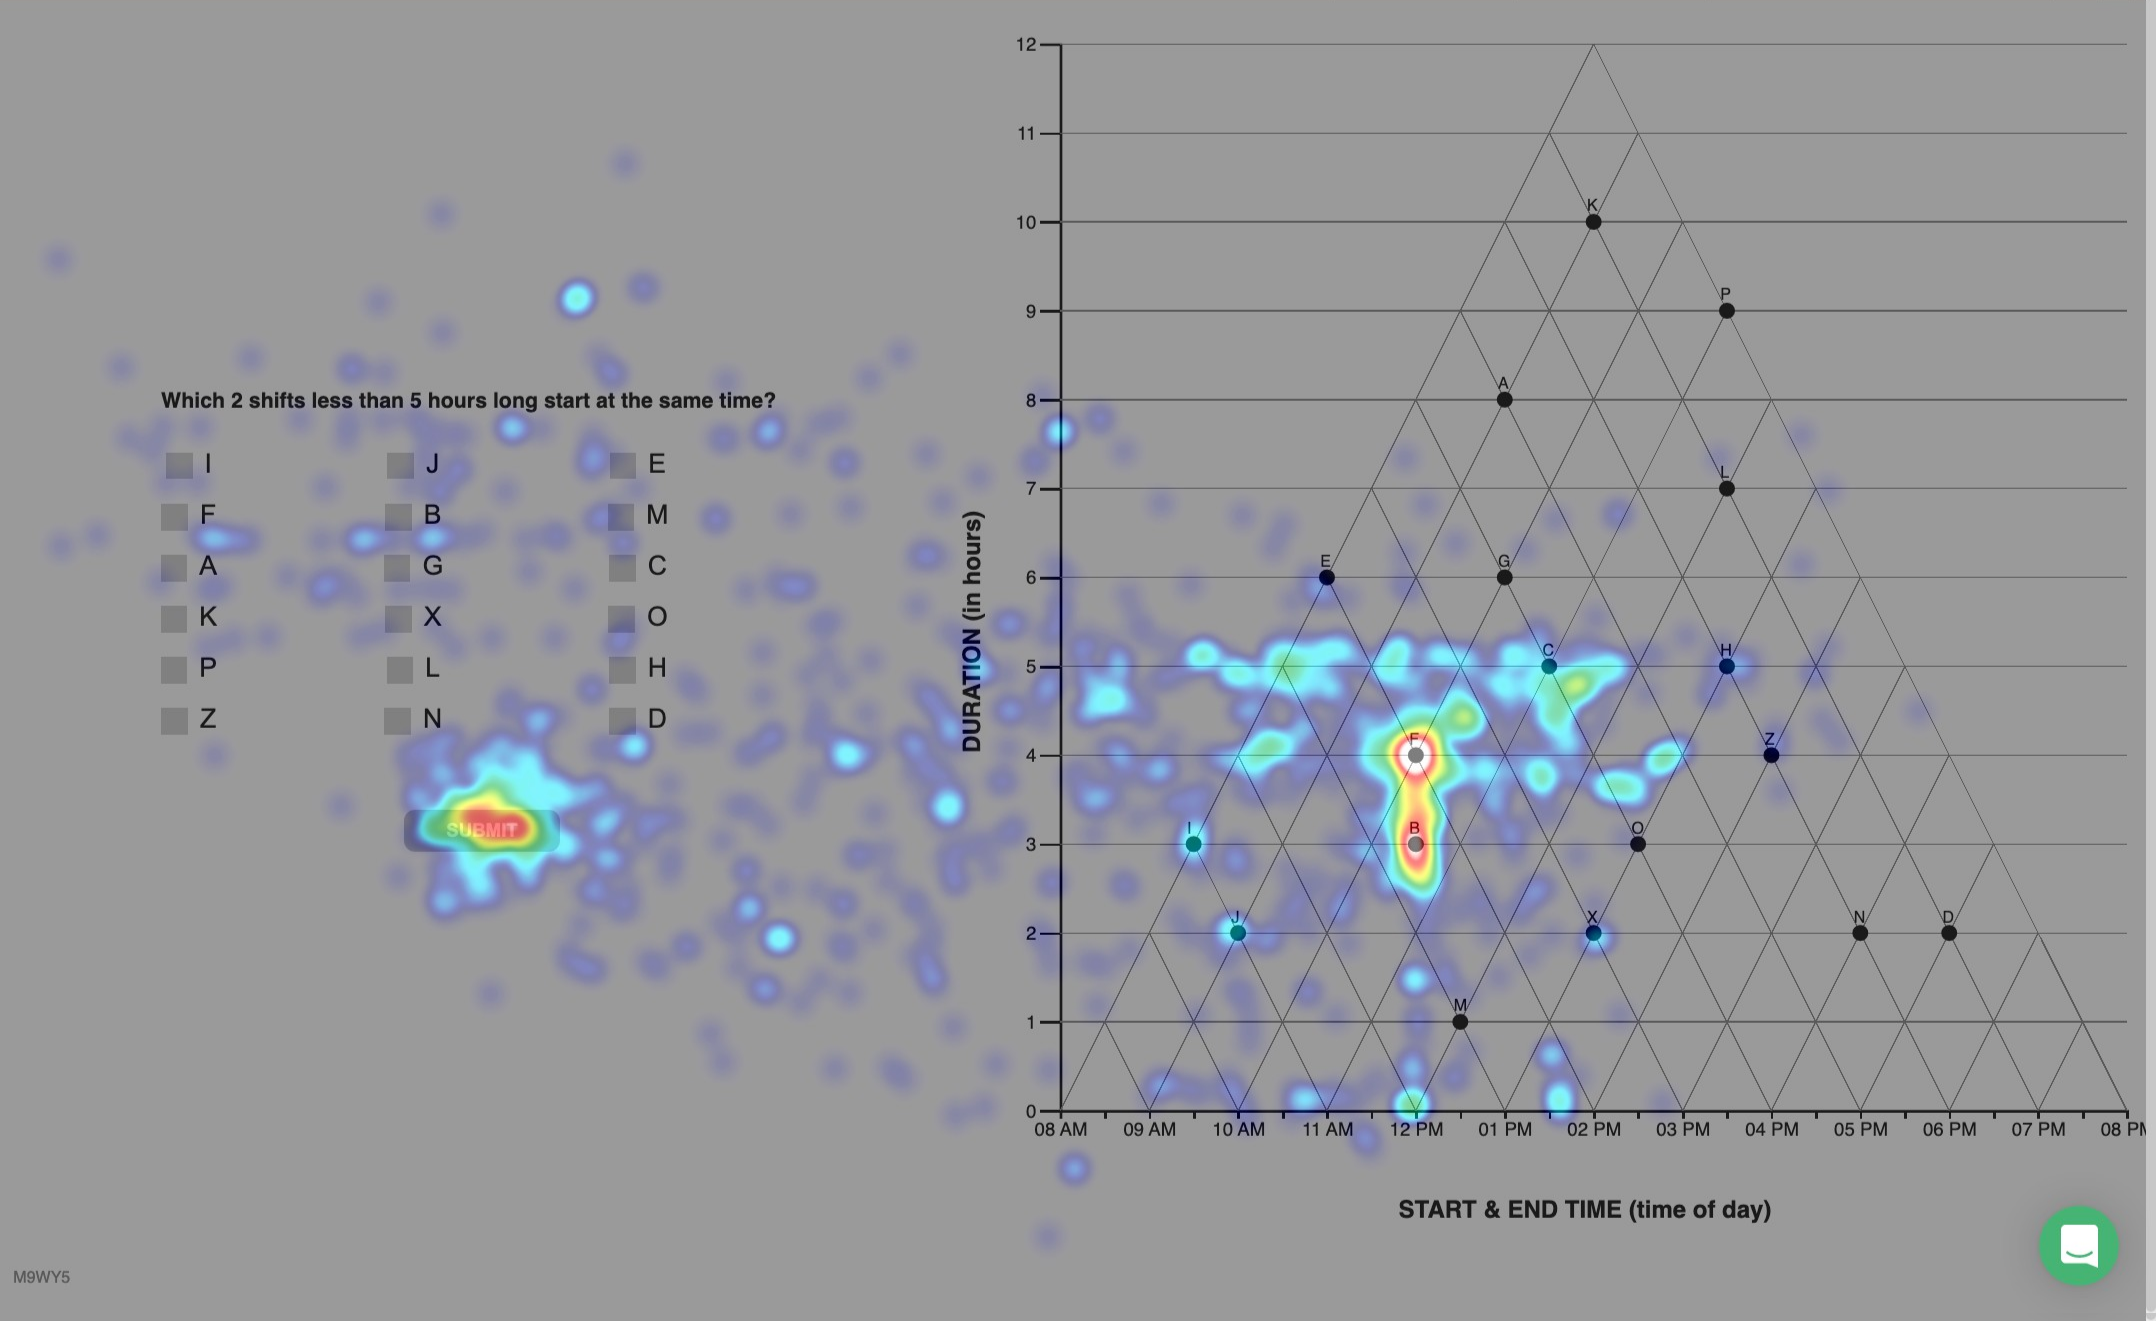 Which 2 shifts less than 5 hours long start at the same time?
I J E
F B M
A G C
K X O
P L H
Z N D
SUBMIT
DURATION (in hours)
12
11
10
9
8
7
6
5
4
3
2
1
0
K
P
A
L
E G
C H
F Z
I B O
J X N D
M
08 AM 09 AM 10 AM 11 AM 12 PM 01 PM 02 PM 03 PM 04 PM 05 PM 06 PM 07 PM 08 PM
START & END TIME (time of day)
M9WY5